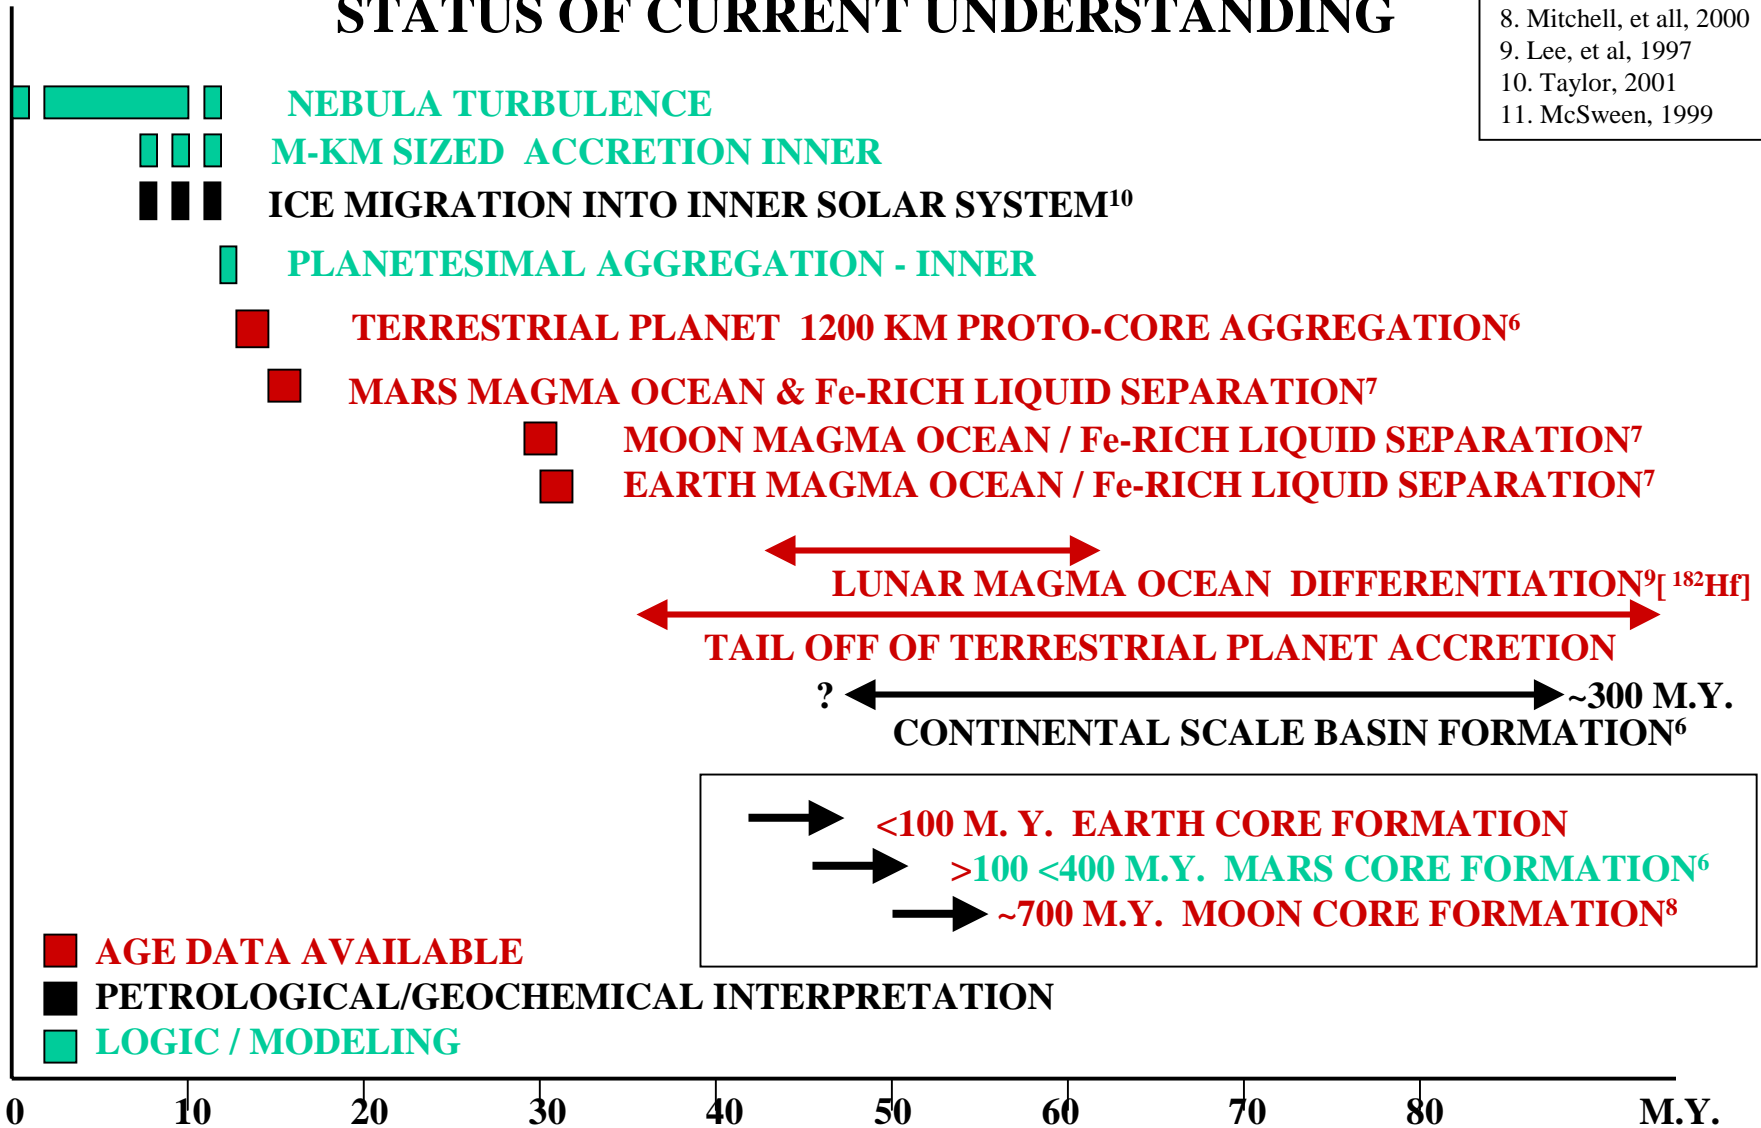 STATUS OF CURRENT UNDERSTANDING
8. Mitchell, et all, 2000
9. Lee, et al, 1997
10. Taylor, 2001
11. McSween, 1999
NEBULA TURBULENCE
M-KM SIZED ACCRETION INNER
ICE MIGRATION INTO INNER SOLAR SYSTEM¹⁰
PLANETESIMAL AGGREGATION - INNER
TERRESTRIAL PLANET 1200 KM PROTO-CORE AGGREGATION⁶
MARS MAGMA OCEAN & Fe-RICH LIQUID SEPARATION⁷
MOON MAGMA OCEAN / Fe-RICH LIQUID SEPARATION⁷
EARTH MAGMA OCEAN / Fe-RICH LIQUID SEPARATION⁷
LUNAR MAGMA OCEAN DIFFERENTIATION⁹[ ¹⁸²Hf]
TAIL OFF OF TERRESTRIAL PLANET ACCRETION
? ~300 M.Y.
CONTINENTAL SCALE BASIN FORMATION⁶
<100 M. Y. EARTH CORE FORMATION
>100 <400 M.Y. MARS CORE FORMATION⁶
~700 M.Y. MOON CORE FORMATION⁸
AGE DATA AVAILABLE
PETROLOGICAL/GEOCHEMICAL INTERPRETATION
LOGIC / MODELING
0 10 20 30 40 50 60 70 80 M.Y.